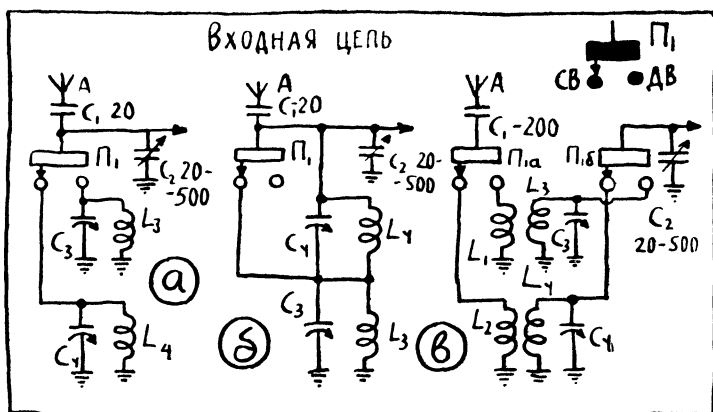 Входная цепь
П₁
СВ ДВ
А
С₁ 20
П₁
С₂ 20-
-500
С₃
L₃
а
С₄
L₄
А
С₁-20
П₁
С₂ 20-
-500
С₄
L₄
б
С₃
L₃
А
С₁-200
П₁а
П₁б
L₃
С₃
С₂
20-500
L₁
L₄
L₂
в
С₄